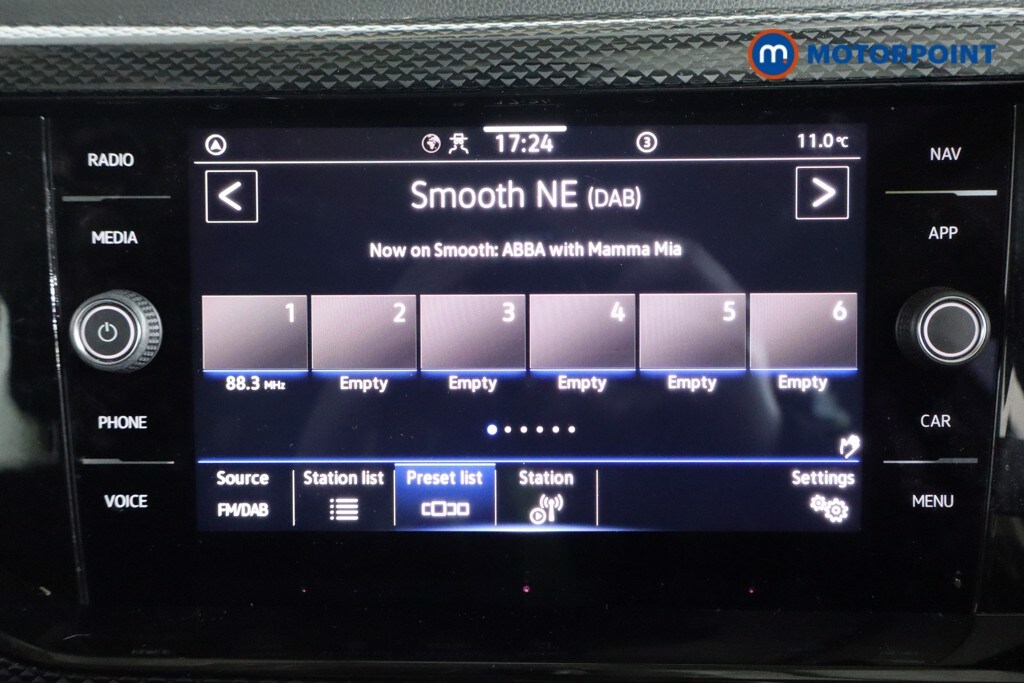 m MOTORPOINT
RADIO
MEDIA
PHONE
VOICE
17:24
3
11.0°C
Smooth NE (DAB)
Now on Smooth: ABBA with Mamma Mia
1 2 3 4 5 6
88.3 MHz Empty Empty Empty Empty Empty
Source Station list Preset list Station Settings
FM/DAB
NAV
APP
CAR
MENU